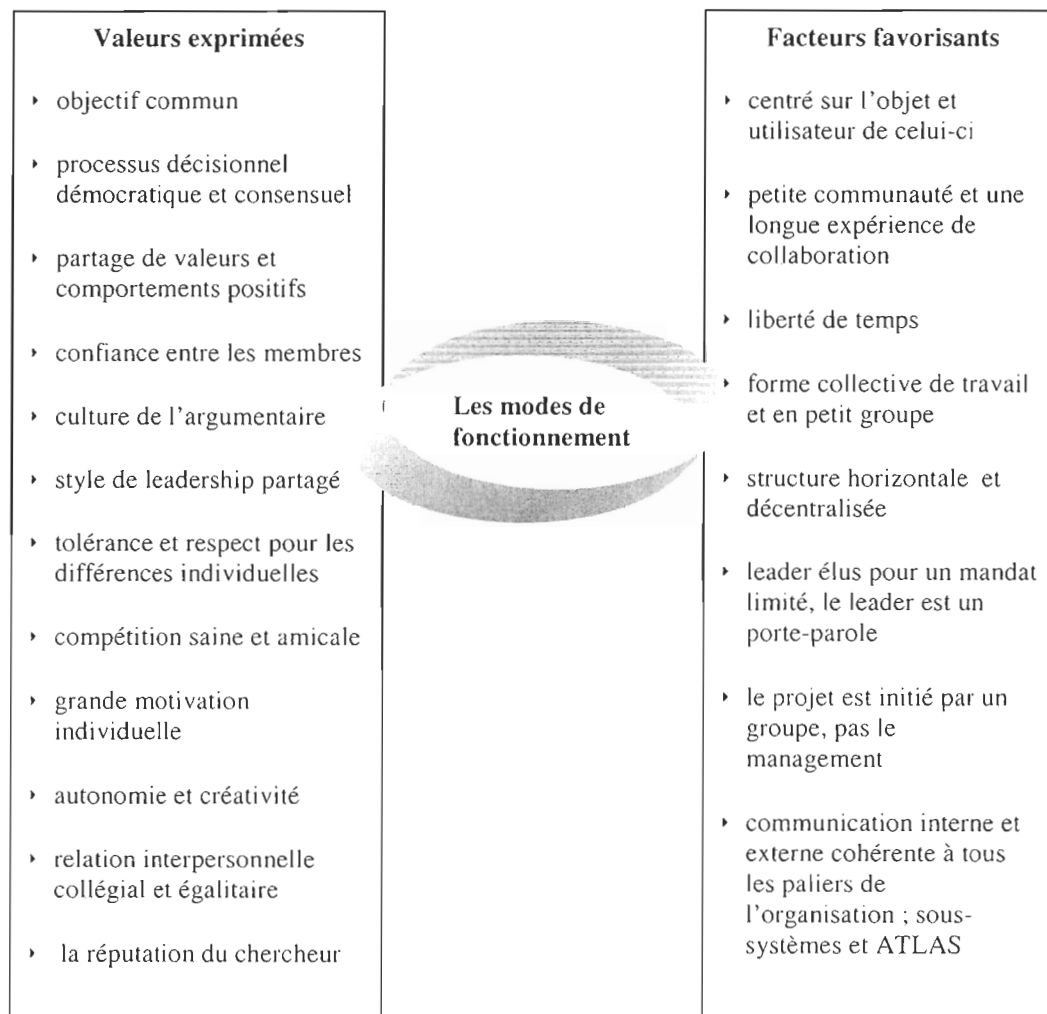 Valeurs exprimées
‣ objectif commun
‣ processus décisionnel
démocratique et consensuel
‣ partage de valeurs et
comportements positifs
‣ confiance entre les membres
‣ culture de l'argumentaire
‣ style de leadership partagé
‣ tolérance et respect pour les
différences individuelles
‣ compétition saine et amicale
‣ grande motivation
individuelle
‣ autonomie et créativité
‣ relation interpersonnelle
collégial et égalitaire
‣ la réputation du chercheur
Les modes de
fonctionnement
Facteurs favorisants
‣ centré sur l'objet et
utilisateur de celui-ci
‣ petite communauté et une
longue expérience de
collaboration
‣ liberté de temps
‣ forme collective de travail
et en petit groupe
‣ structure horizontale et
décentralisée
‣ leader élus pour un mandat
limité, le leader est un
porte-parole
‣ le projet est initié par un
groupe, pas le
management
‣ communication interne et
externe cohérente à tous
les paliers de
l'organisation ; sous-
systèmes et ATLAS